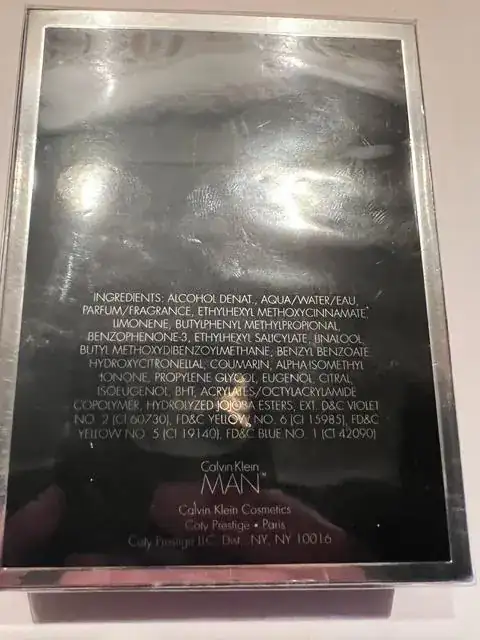 INGREDIENTS: ALCOHOL DENAT., AQUA/WATER/EAU,
PARFUM/FRAGRANCE, ETHYLHEXYL METHOXYCINNAMATE,
LIMONENE, BUTYLPHENYL METHYLPROPIONAL,
BENZOPHENONE-3, ETHYLHEXYL SALICYLATE, LINALOOL,
BUTYL METHOXYDIBENZOYLMETHANE, BENZYL BENZOATE
HYDROXYCITRONELLAL, COUMARIN, ALPHA-ISOMETHYL
IONONE, PROPYLENE GLYCOL, EUGENOL, CITRAL,
ISOEUGENOL, BHT, ACRYLATES/OCTYLACRYLAMIDE
COPOLYMER, HYDROLYZED JOJOBA ESTERS, EXT. D&C VIOLET
NO. 2 (CI 60730), FD&C YELLOW NO. 6 (CI 15985), FD&C
YELLOW NO. 5 (CI 19140), FD&C BLUE NO. 1 (CI 42090)
Calvin Klein
MAN™
Calvin Klein Cosmetics
Coty Prestige • Paris
Coty Prestige LLC. Dist. NY, NY 10016